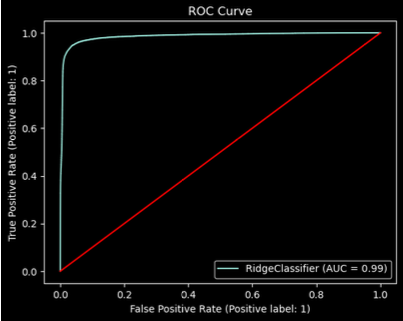 ROC Curve
True Positive Rate (Positive label: 1)
1.0
0.8
0.6
0.4
0.2
0.0
RidgeClassifier (AUC = 0.99)
0.0 0.2 0.4 0.6 0.8 1.0
False Positive Rate (Positive label: 1)